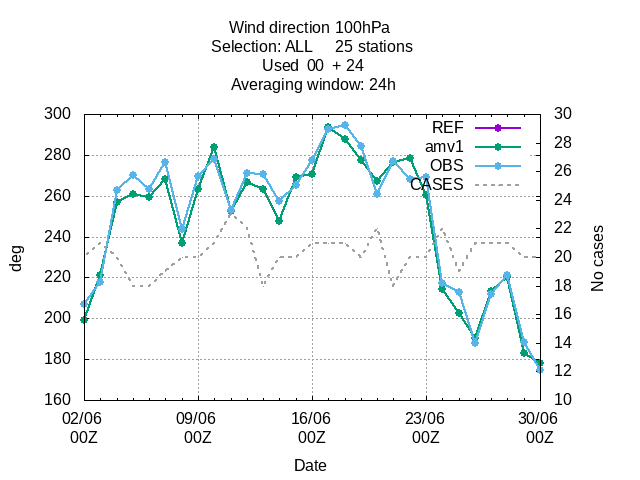 Wind direction 100hPa
Selection: ALL 25 stations
Used 00 + 24
Averaging window: 24h
300 30
REF
28
amv1
280
OBS
26
CASES
260
24
240
22
deg
No cases
20
220
18
200
16
14
180
12
160 10
02/06 09/06 16/06 23/06 30/06
00Z 00Z 00Z 00Z 00Z
Date